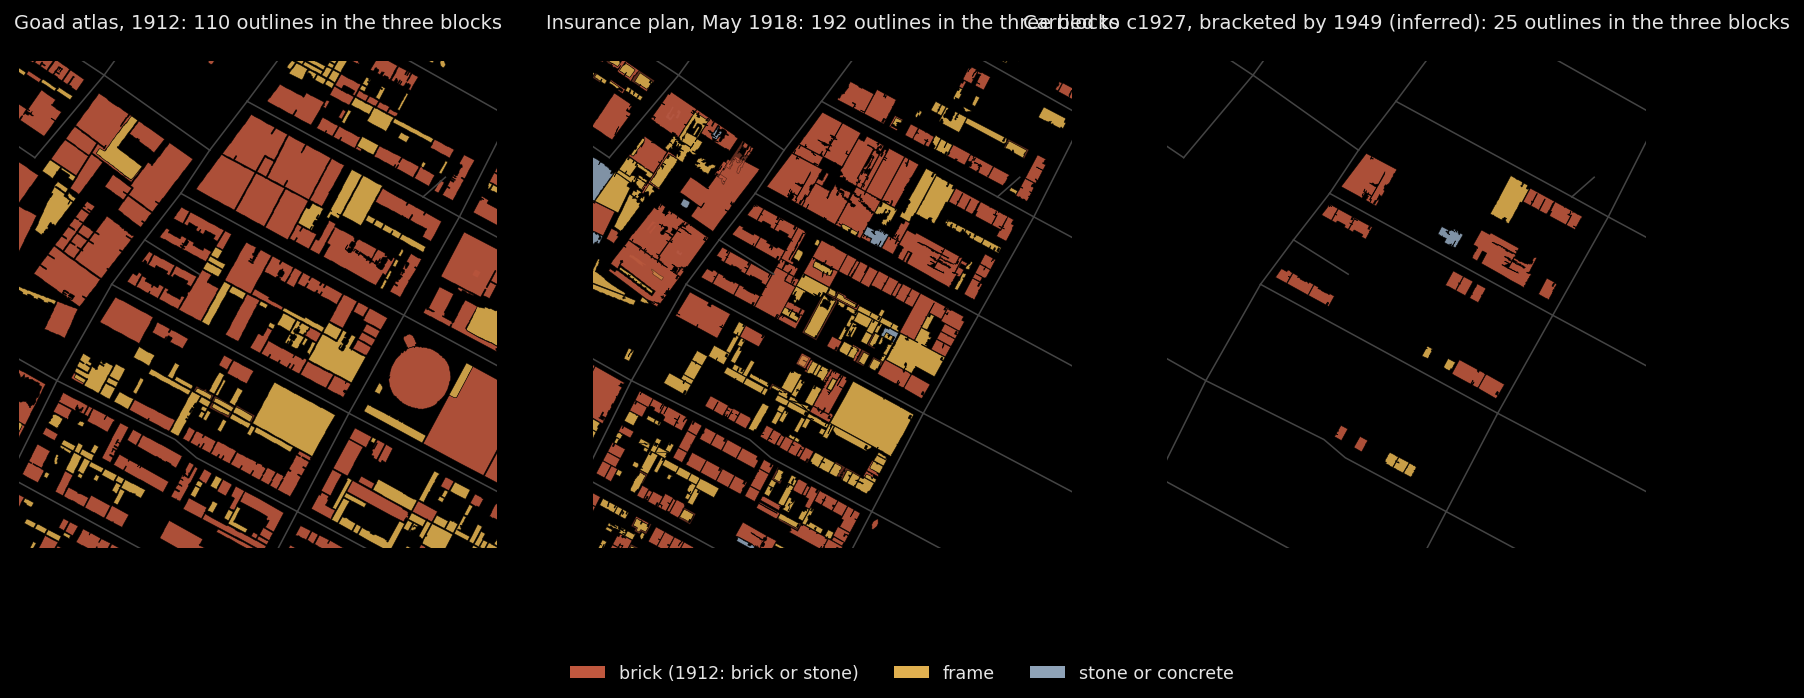 Goad atlas, 1912: 110 outlines in the three blocks
Insurance plan, May 1918: 192 outlines in the three blocks
Carried to c1927, bracketed by 1949 (inferred): 25 outlines in the three blocks
brick (1912: brick or stone)
frame
stone or concrete